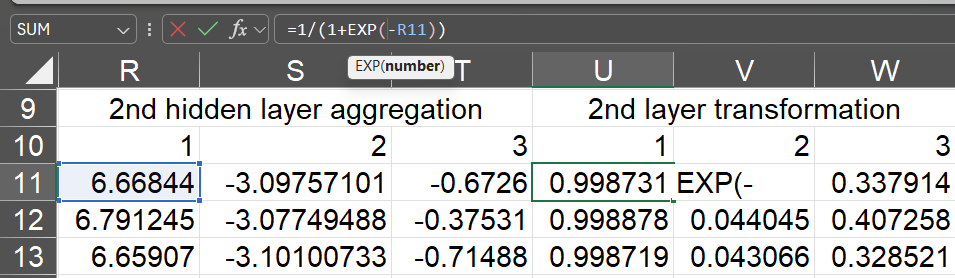 SUM fx =1/(1+EXP(-R11))
EXP(number)
R S T U V W
9 2nd hidden layer aggregation 2nd layer transformation
10 1 2 3 1 2 3
11 6.66844 -3.09757101 -0.6726 0.998731 EXP(- 0.337914
12 6.791245 -3.07749488 -0.37531 0.998878 0.044045 0.407258
13 6.65907 -3.10100733 -0.71488 0.998719 0.043066 0.328521